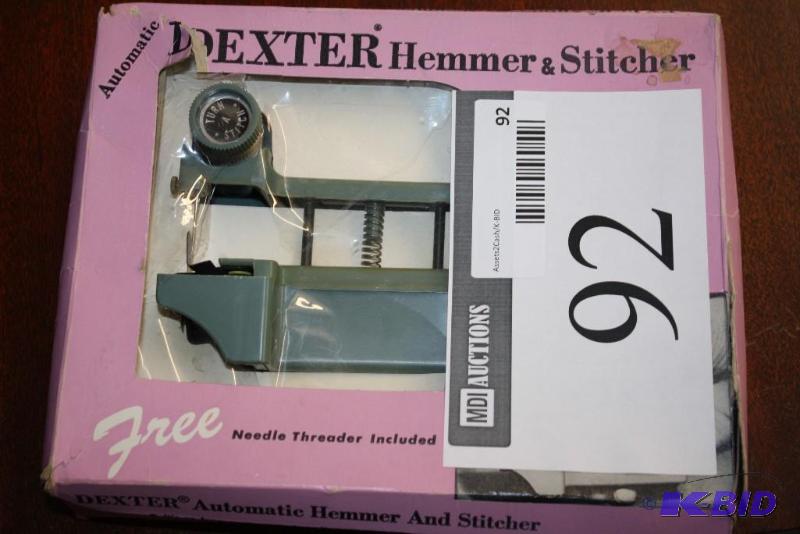 Automatic
DEXTER® Hemmer & Stitcher
TURN
A
STITCH
92
Assets2Cash/K-BID
92
MDI AUCTIONS
Free Needle Threader Included
DEXTER® Automatic Hemmer And Stitcher
K-BID